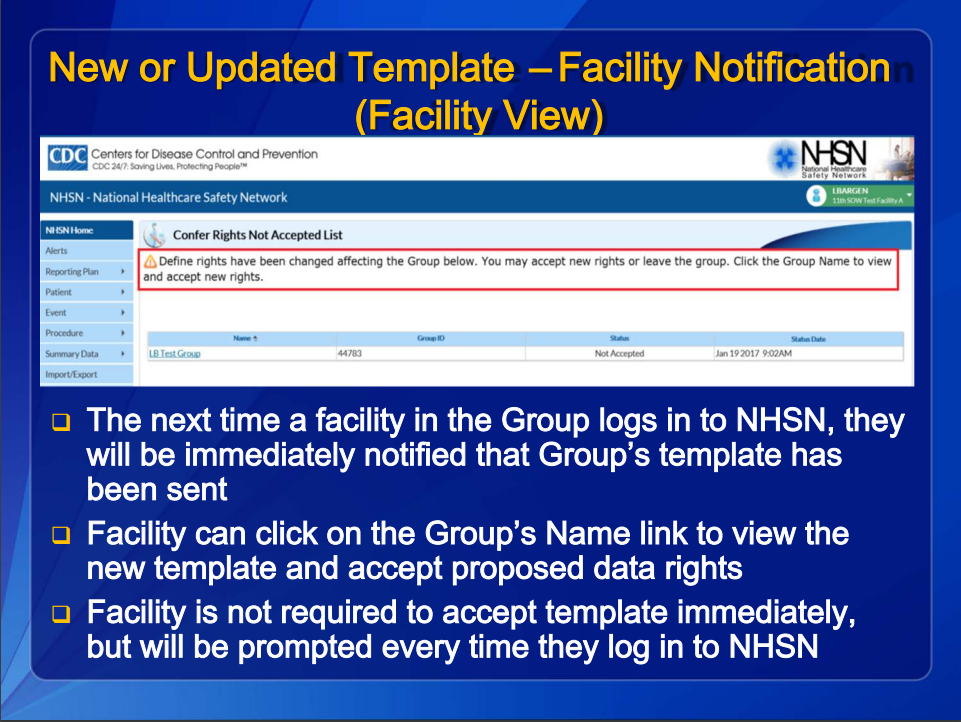 New or Updated Template – Facility Notification
(Facility View)
CDC Centers for Disease Control and Prevention
CDC 24/7: Saving Lives, Protecting People™
NHSN
National Healthcare
Safety Network
NHSN - National Healthcare Safety Network
LBARGEN
11th SOW Test Facility A
NHSN Home
Alerts
Reporting Plan
Patient
Event
Procedure
Summary Data
Import/Export
Confer Rights Not Accepted List
Define rights have been changed affecting the Group below. You may accept new rights or leave the group. Click the Group Name to view
and accept new rights.
Name Group ID Status Status Date
LB Test Group 44783 Not Accepted Jan 19 2017 9:02AM
The next time a facility in the Group logs in to NHSN, they
will be immediately notified that Group’s template has
been sent
Facility can click on the Group’s Name link to view the
new template and accept proposed data rights
Facility is not required to accept template immediately,
but will be prompted every time they log in to NHSN